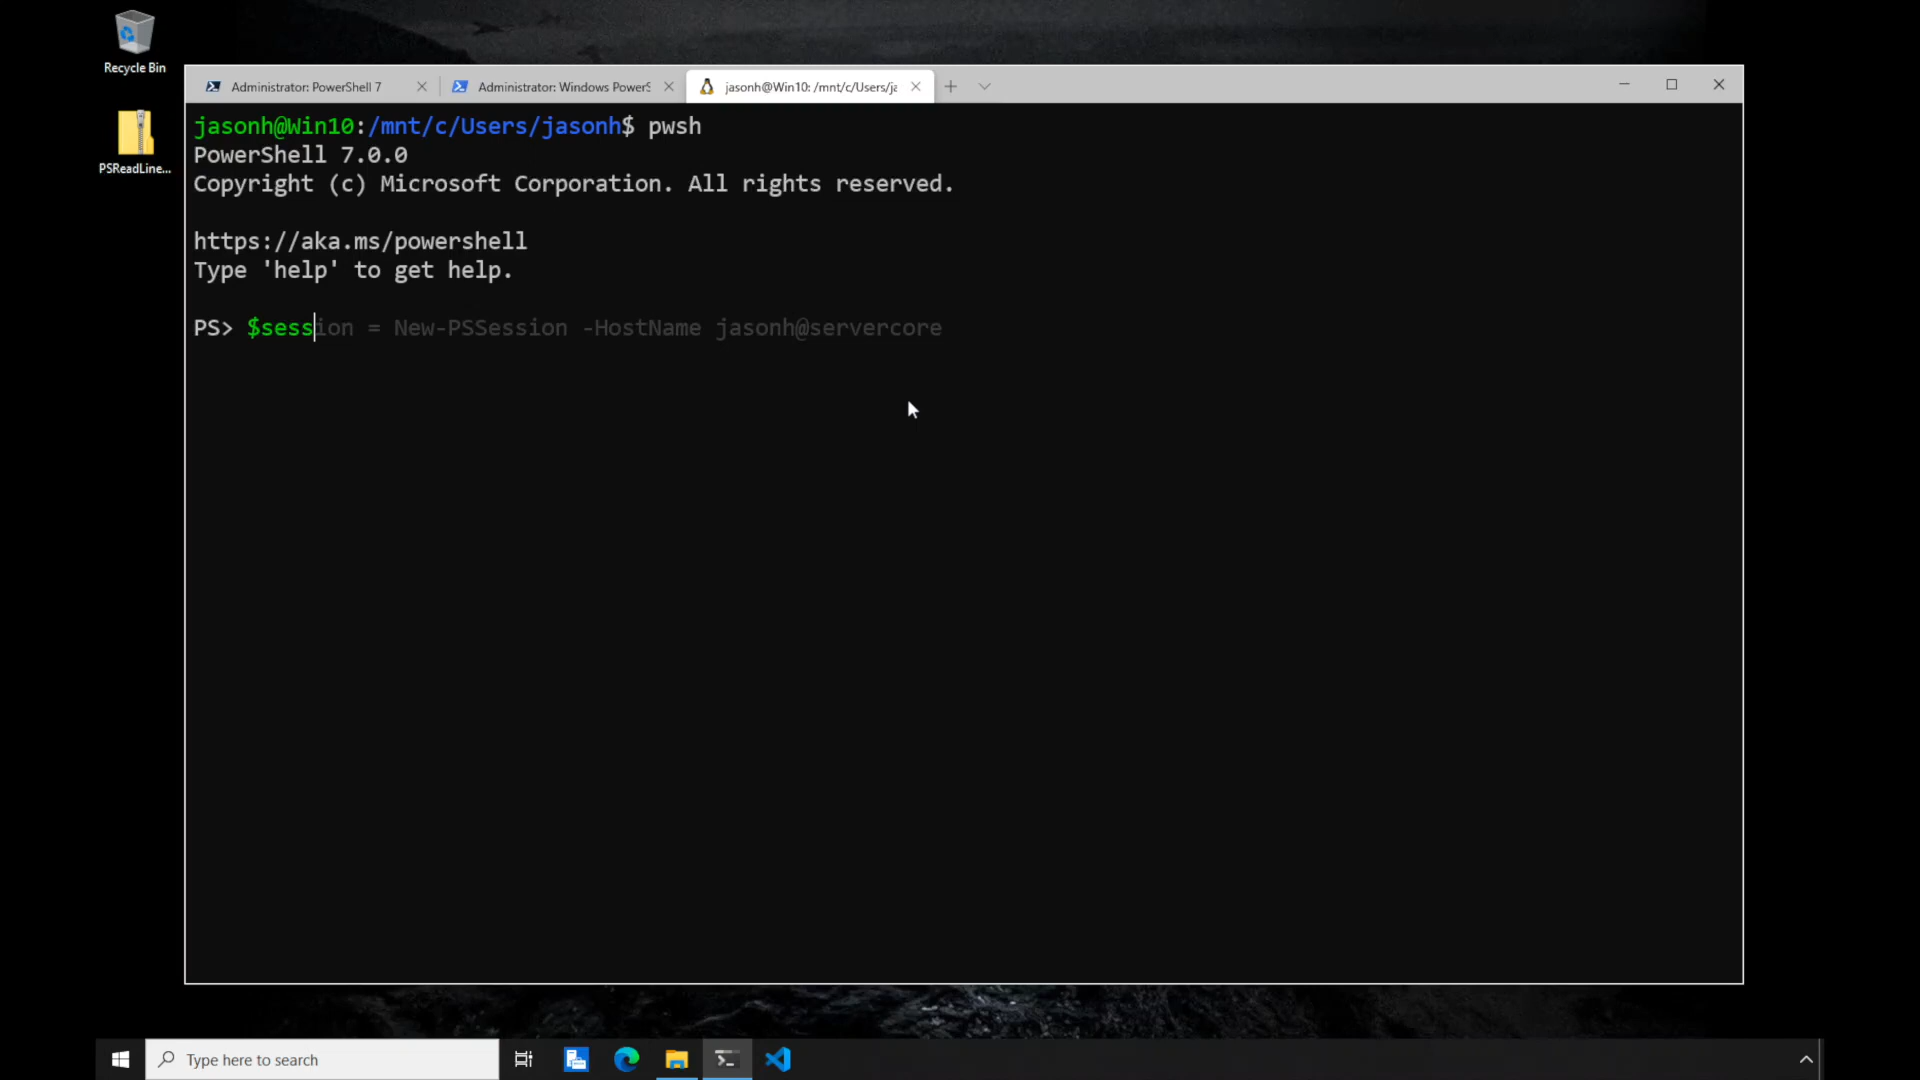 Recycle Bin
PSReadLine...
Administrator: PowerShell 7
Administrator: Windows PowerS
jasonh@Win10: /mnt/c/Users/ja
jasonh@Win10:/mnt/c/Users/jasonh$ pwsh
PowerShell 7.0.0
Copyright (c) Microsoft Corporation. All rights reserved.
https://aka.ms/powershell
Type 'help' to get help.
PS> $session = New-PSSession -HostName jasonh@servercore
Type here to search